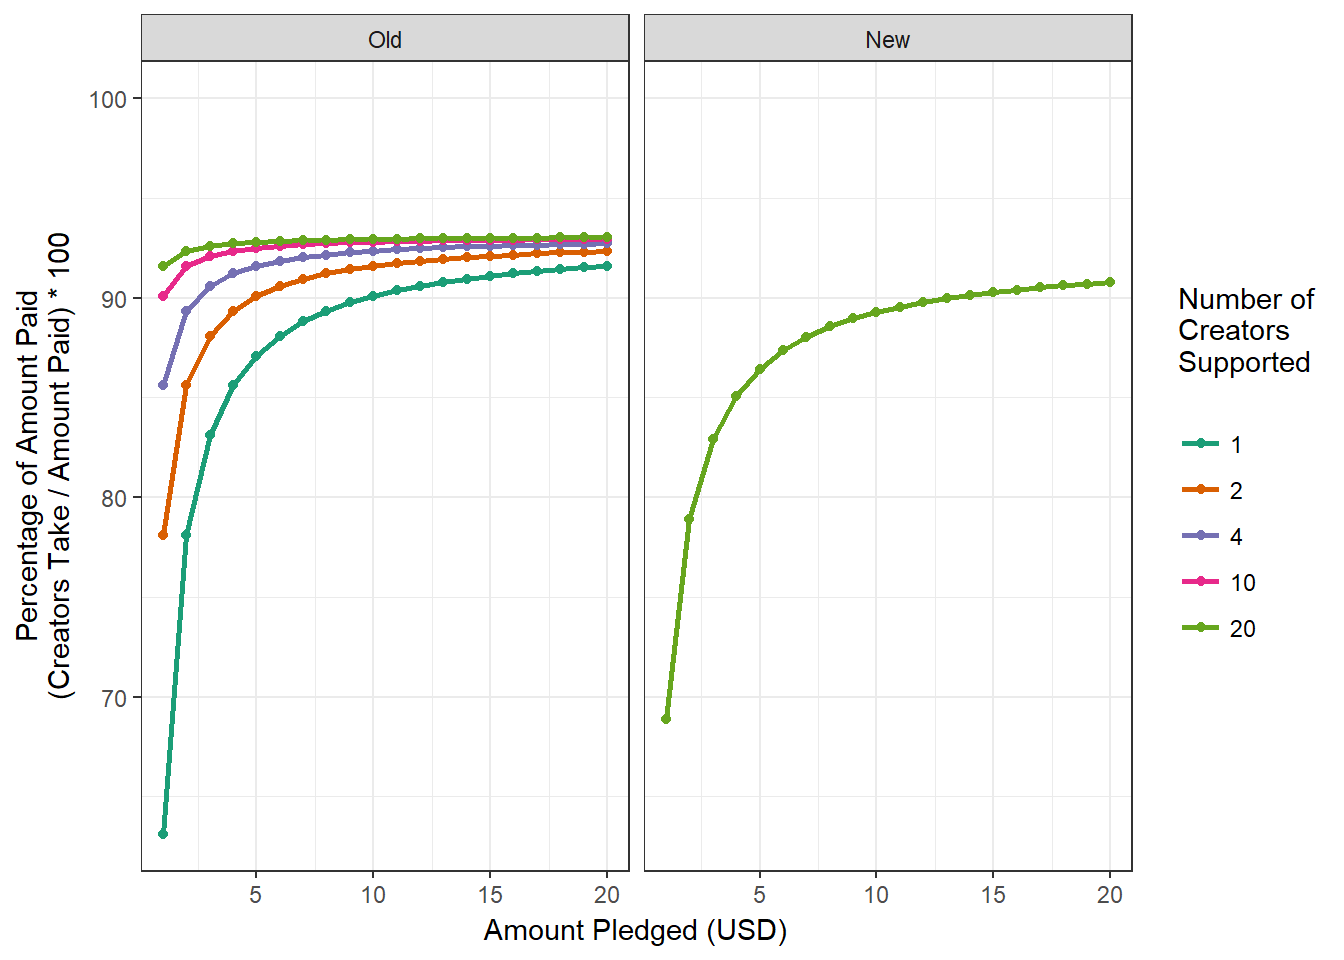 Old
New
Percentage of Amount Paid
(Creators Take / Amount Paid) * 100
100
90
80
70
5
10
15
20
5
10
15
20
Amount Pledged (USD)
Number of
Creators
Supported
1
2
4
10
20